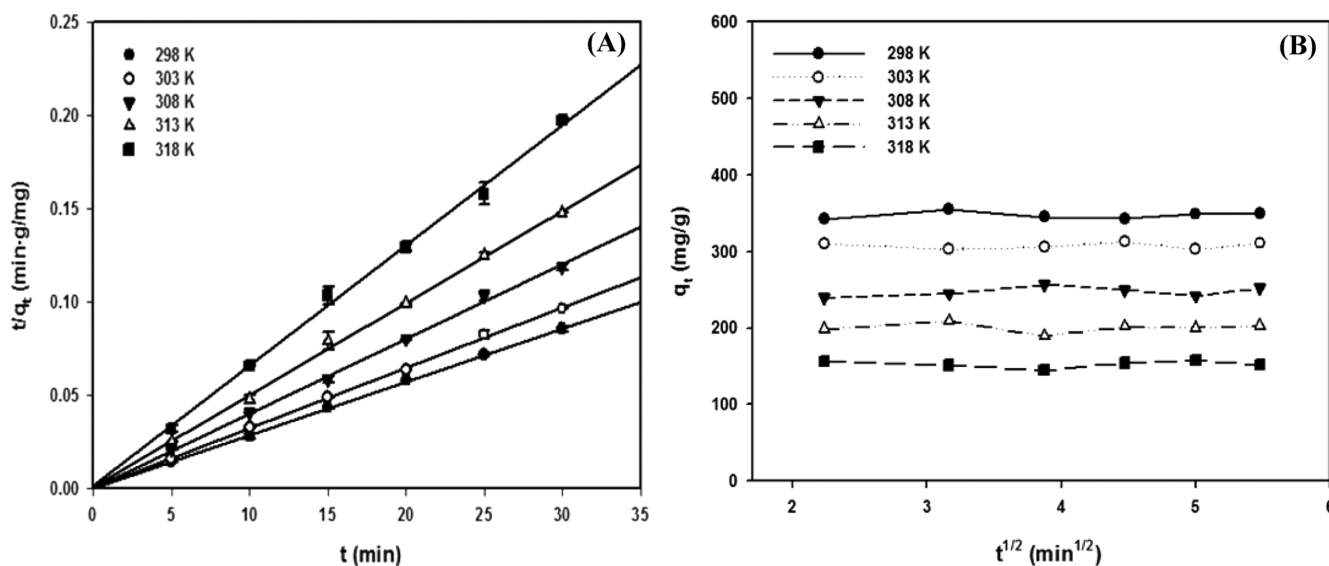 (A)
298 K
303 K
308 K
313 K
318 K
0.25
0.20
0.15
0.10
0.05
0.00
t/qt (min·g/mg)
0 5 10 15 20 25 30 35
t (min)
(B)
298 K
303 K
308 K
313 K
318 K
600
500
400
300
200
100
0
qt (mg/g)
2 3 4 5 6
t1/2 (min1/2)